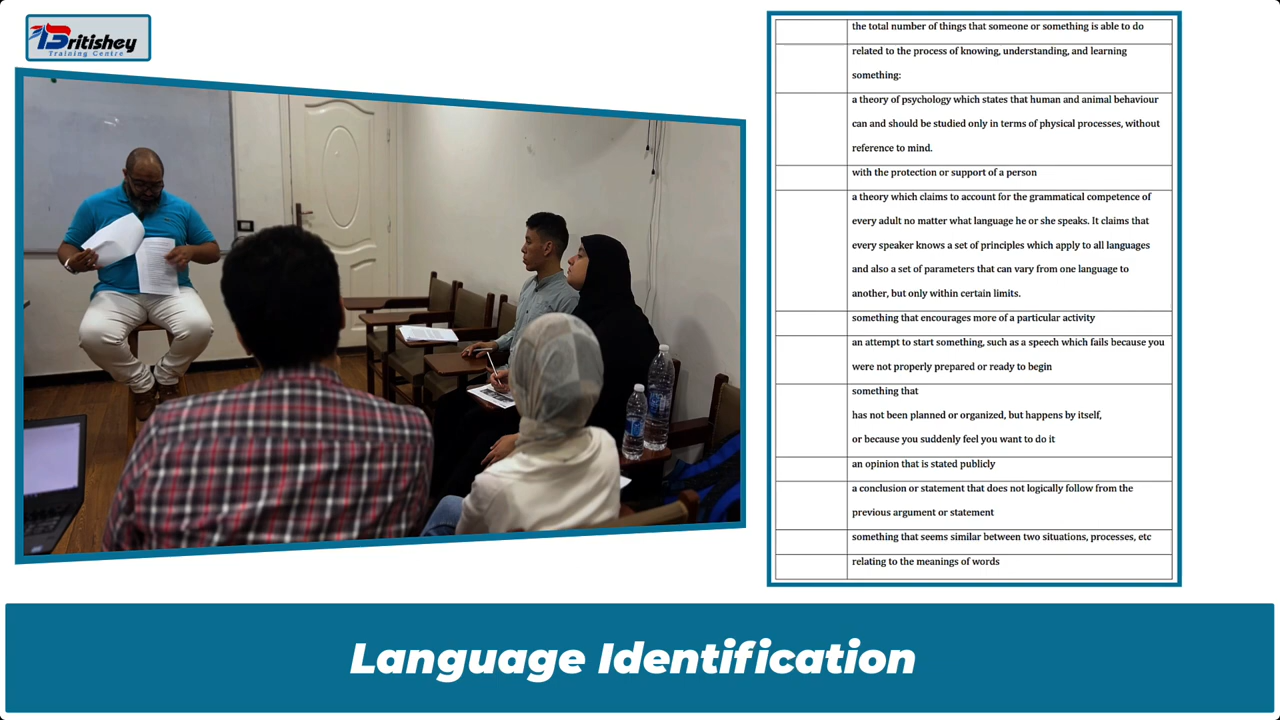 Britishey
Training Centre
the total number of things that someone or something is able to do
related to the process of knowing, understanding, and learning
something:
a theory of psychology which states that human and animal behaviour
can and should be studied only in terms of physical processes, without
reference to mind.
with the protection or support of a person
a theory which claims to account for the grammatical competence of
every adult no matter what language he or she speaks. It claims that
every speaker knows a set of principles which apply to all languages
and also a set of parameters that can vary from one language to
another, but only within certain limits.
something that encourages more of a particular activity
an attempt to start something, such as a speech which fails because you
were not properly prepared or ready to begin
something that
has not been planned or organized, but happens by itself,
or because you suddenly feel you want to do it
an opinion that is stated publicly
a conclusion or statement that does not logically follow from the
previous argument or statement
something that seems similar between two situations, processes, etc
relating to the meanings of words
Language Identification